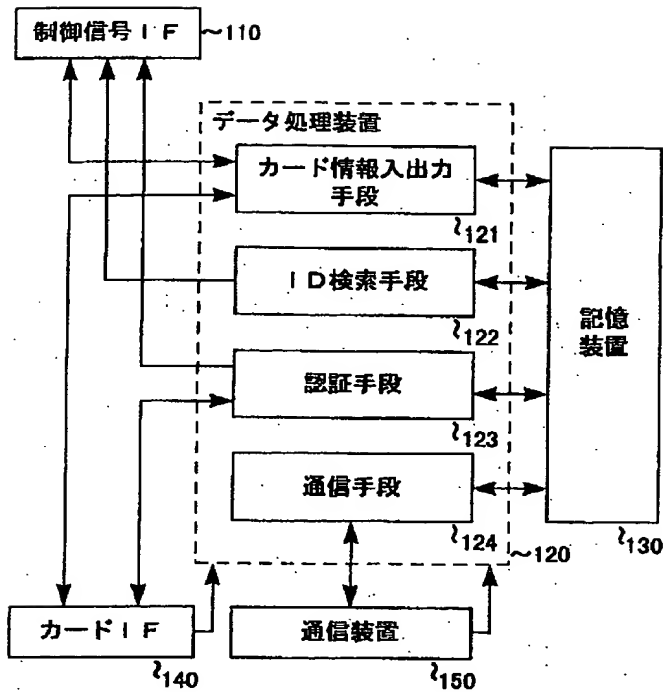 制御信号ＩＦ
～110
データ処理装置
カード情報入出力
手段
～121
ＩＤ検索手段
～122
認証手段
～123
通信手段
～124
～120
記憶
装置
～130
カードＩＦ
～140
通信装置
～150